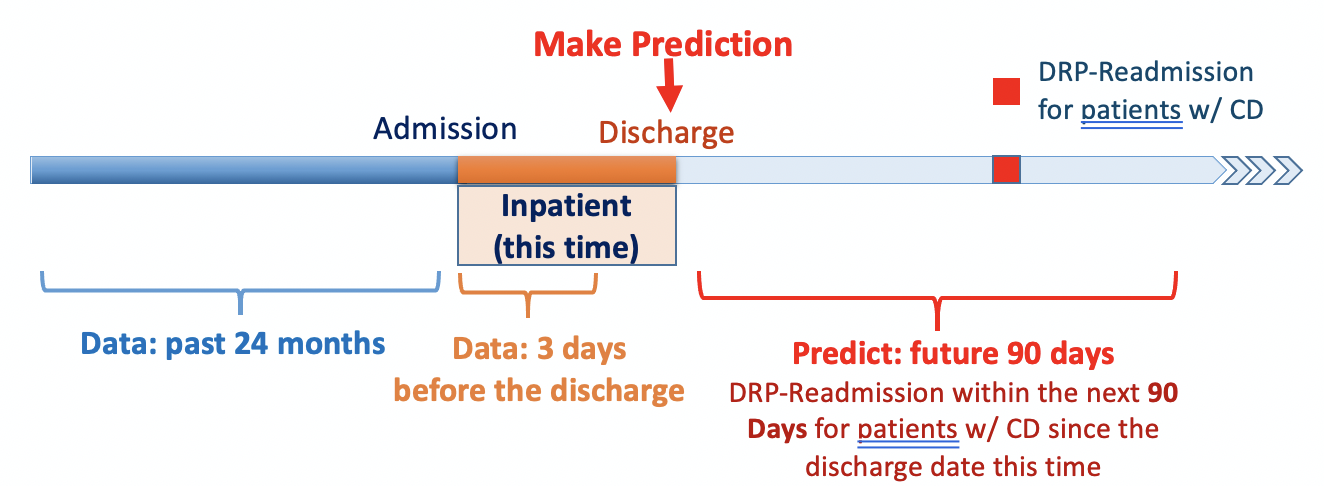 Make Prediction
DRP-Readmission
for patients w/ CD
Admission
Discharge
Inpatient
(this time)
Data: past 24 months
Data: 3 days
before the discharge
Predict: future 90 days
DRP-Readmission within the next 90
Days for patients w/ CD since the
discharge date this time